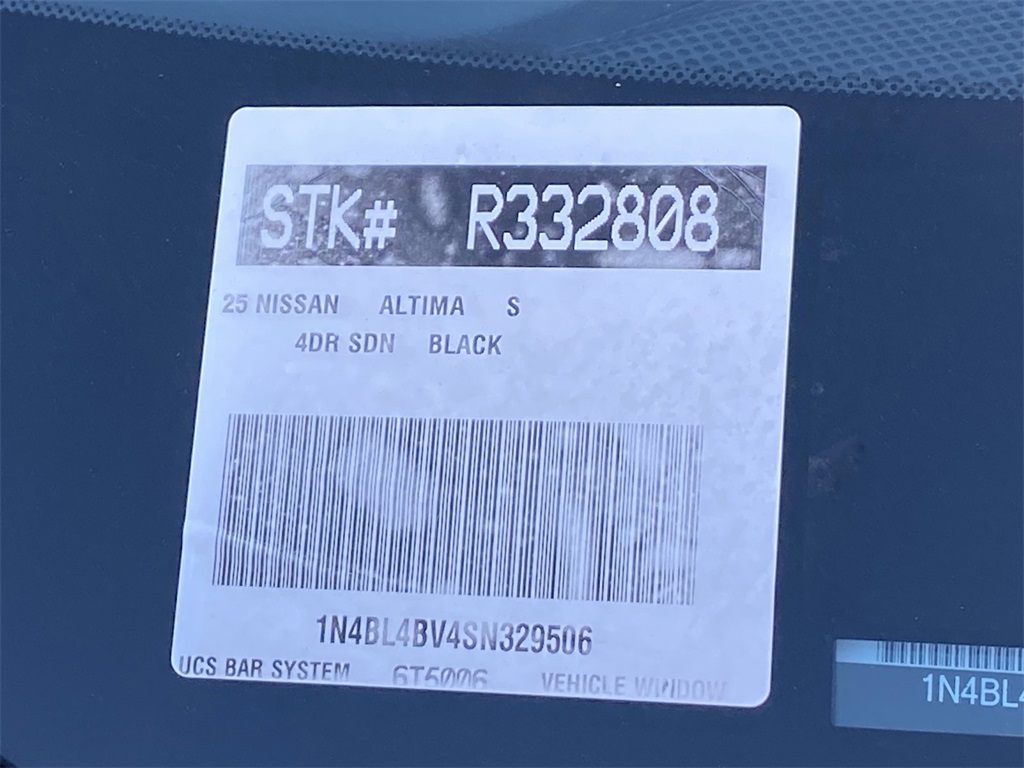 STK# R332808
25 NISSAN ALTIMA S
4DR SDN BLACK
1N4BL4BV4SN329506
UCS BAR SYSTEM 6T5006 VEHICLE WINDOW
1N4BL4